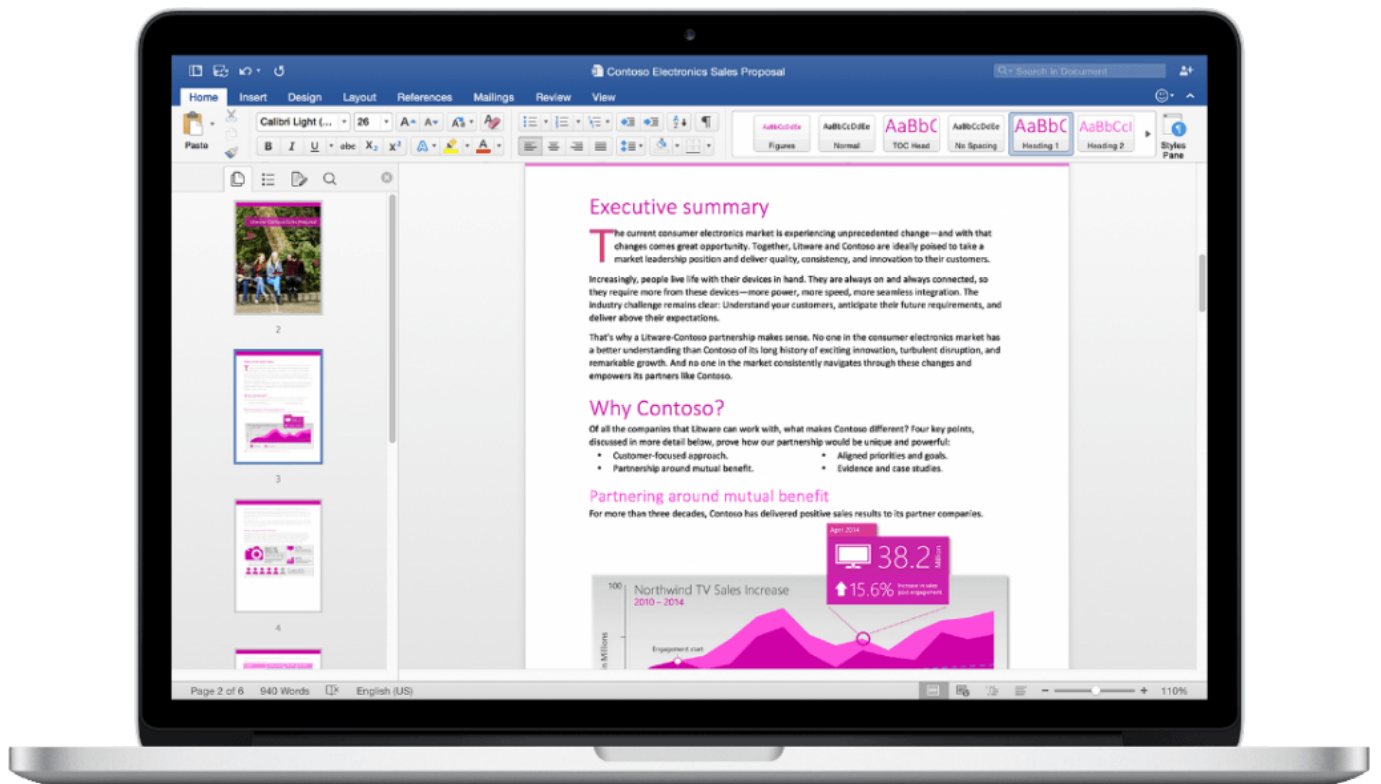 Contoso Electronics Sales Proposal
Search in Document
Home Insert Design Layout References Mailings Review View
Paste
Calibri Light (... 26
B I U abc X₂ X²
AaBbCcDdEe AaBbCcDdEe AaBbC AaBbCcDdEe AaBbC AaBbCcI
Figures Normal TOC Head No Spacing Heading 1 Heading 2
Styles
Pane
2
3
4
Executive summary
The current consumer electronics market is experiencing unprecedented change—and with that
changes comes great opportunity. Together, Litware and Contoso are ideally poised to take a
market leadership position and deliver quality, consistency, and innovation to their customers.
Increasingly, people live life with their devices in hand. They are always on and always connected, so
they require more from these devices—more power, more speed, more seamless integration. The
industry challenge remains clear: Understand your customers, anticipate their future requirements, and
deliver above their expectations.
That's why a Litware-Contoso partnership makes sense. No one in the consumer electronics market has
a better understanding than Contoso of its long history of exciting innovation, turbulent disruption, and
remarkable growth. And no one in the market consistently navigates through these changes and
empowers its partners like Contoso.
Why Contoso?
Of all the companies that Litware can work with, what makes Contoso different? Four key points,
discussed in more detail below, prove how our partnership would be unique and powerful:
• Customer-focused approach.
• Partnership around mutual benefit.
• Aligned priorities and goals.
• Evidence and case studies.
Partnering around mutual benefit
For more than three decades, Contoso has delivered positive sales results to its partner companies.
April 2014
38.2 Million
15.6% Increase in sales
post engagement
100
Northwind TV Sales Increase
2010 – 2014
Engagement start
in Millions
Page 2 of 6 940 Words English (US) 110%